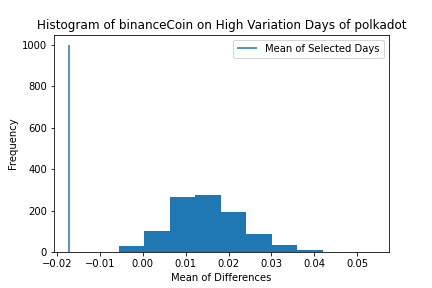 Histogram of binanceCoin on High Variation Days of polkadot
Mean of Selected Days
1000
800
600
400
200
0
Frequency
−0.02 −0.01 0.00 0.01 0.02 0.03 0.04 0.05
Mean of Differences